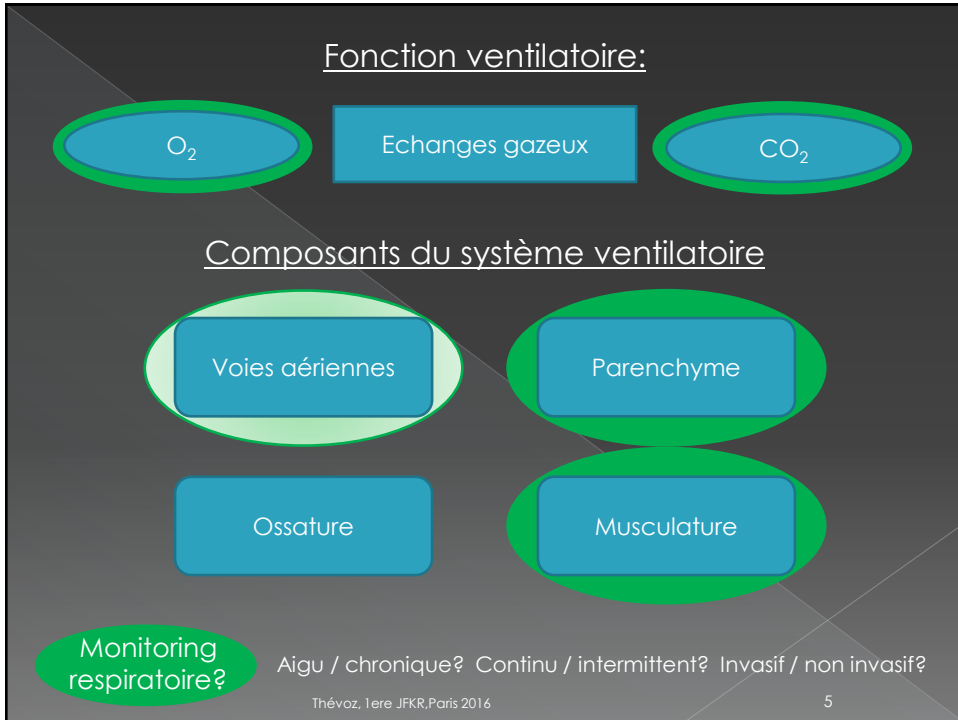 Fonction ventilatoire:
O₂
Echanges gazeux
CO₂
Composants du système ventilatoire
Voies aériennes
Parenchyme
Ossature
Musculature
Monitoring
respiratoire?
Aigu / chronique? Continu / intermittent? Invasif / non invasif?
Thévoz, 1ere JFKR,Paris 2016
5